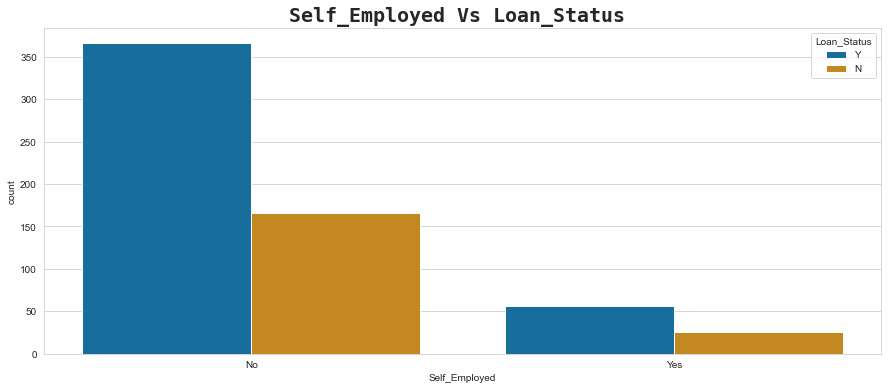 Self_Employed Vs Loan_Status
Loan_Status
Y
N
count
350
300
250
200
150
100
50
0
No
Yes
Self_Employed